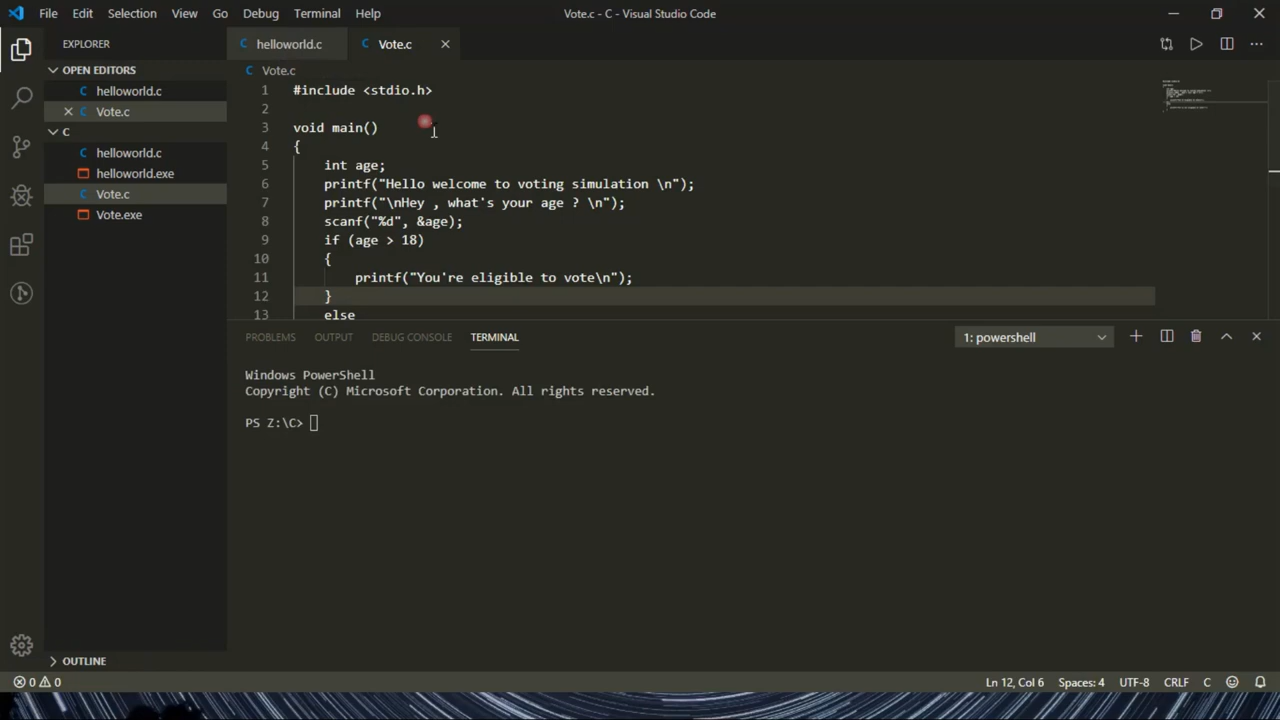 File Edit Selection View Go Debug Terminal Help Vote.c - C - Visual Studio Code
EXPLORER
OPEN EDITORS
helloworld.c
Vote.c
C
helloworld.c
helloworld.exe
Vote.c
Vote.exe
OUTLINE
helloworld.c Vote.c
Vote.c
1 #include <stdio.h>
2
3 void main()
4 {
5 int age;
6 printf("Hello welcome to voting simulation \n");
7 printf("\nHey , what's your age ? \n");
8 scanf("%d", &age);
9 if (age > 18)
10 {
11 printf("You're eligible to vote\n");
12 }
13 else
PROBLEMS OUTPUT DEBUG CONSOLE TERMINAL 1: powershell
Windows PowerShell
Copyright (C) Microsoft Corporation. All rights reserved.
PS Z:\C>
0 0 Ln 12, Col 6 Spaces: 4 UTF-8 CRLF C